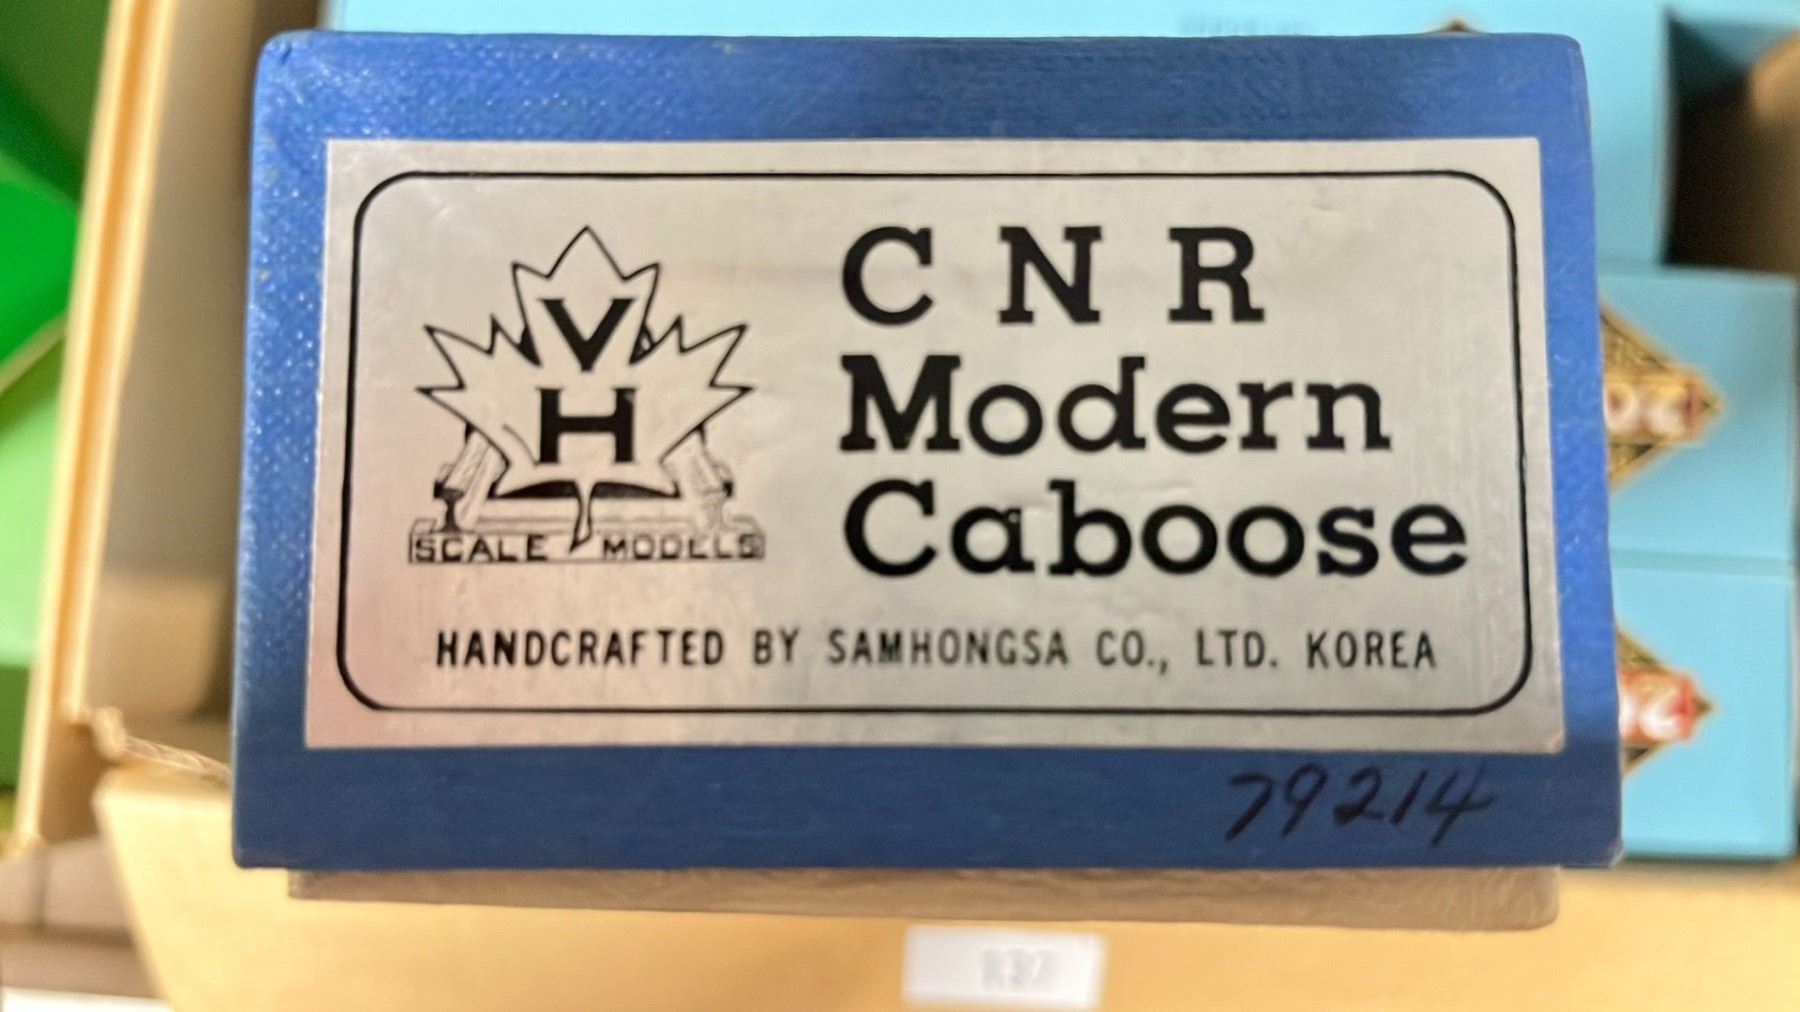 V
H
SCALE MODELS
C N R
Modern
Caboose
HANDCRAFTED BY SAMHONGSA CO., LTD. KOREA
79214